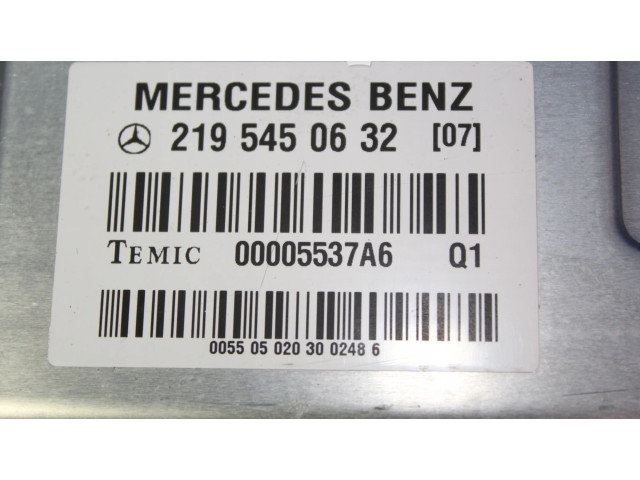 MERCEDES BENZ
219 545 06 32 [07]
TEMIC 00005537A6 Q1
0055 05 020 30 0248 6